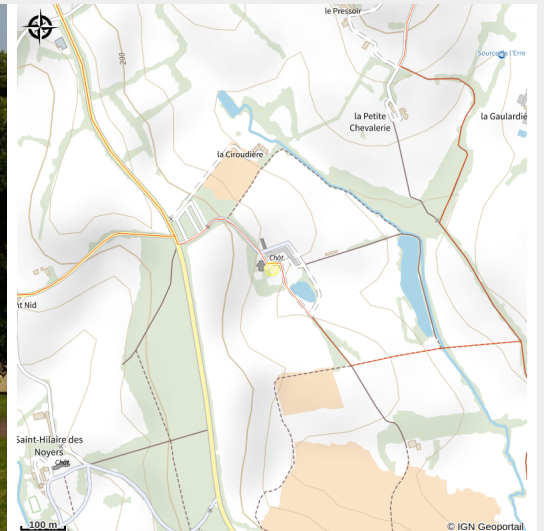 le Pressoir
200
Source de l'Erre
la Petite
Chevalerie
la Gaulardiè
la Ciroudière
Chât.
nt Nid
Saint-Hilaire des
Noyers
Chât.
100 m
© IGN Geoportail